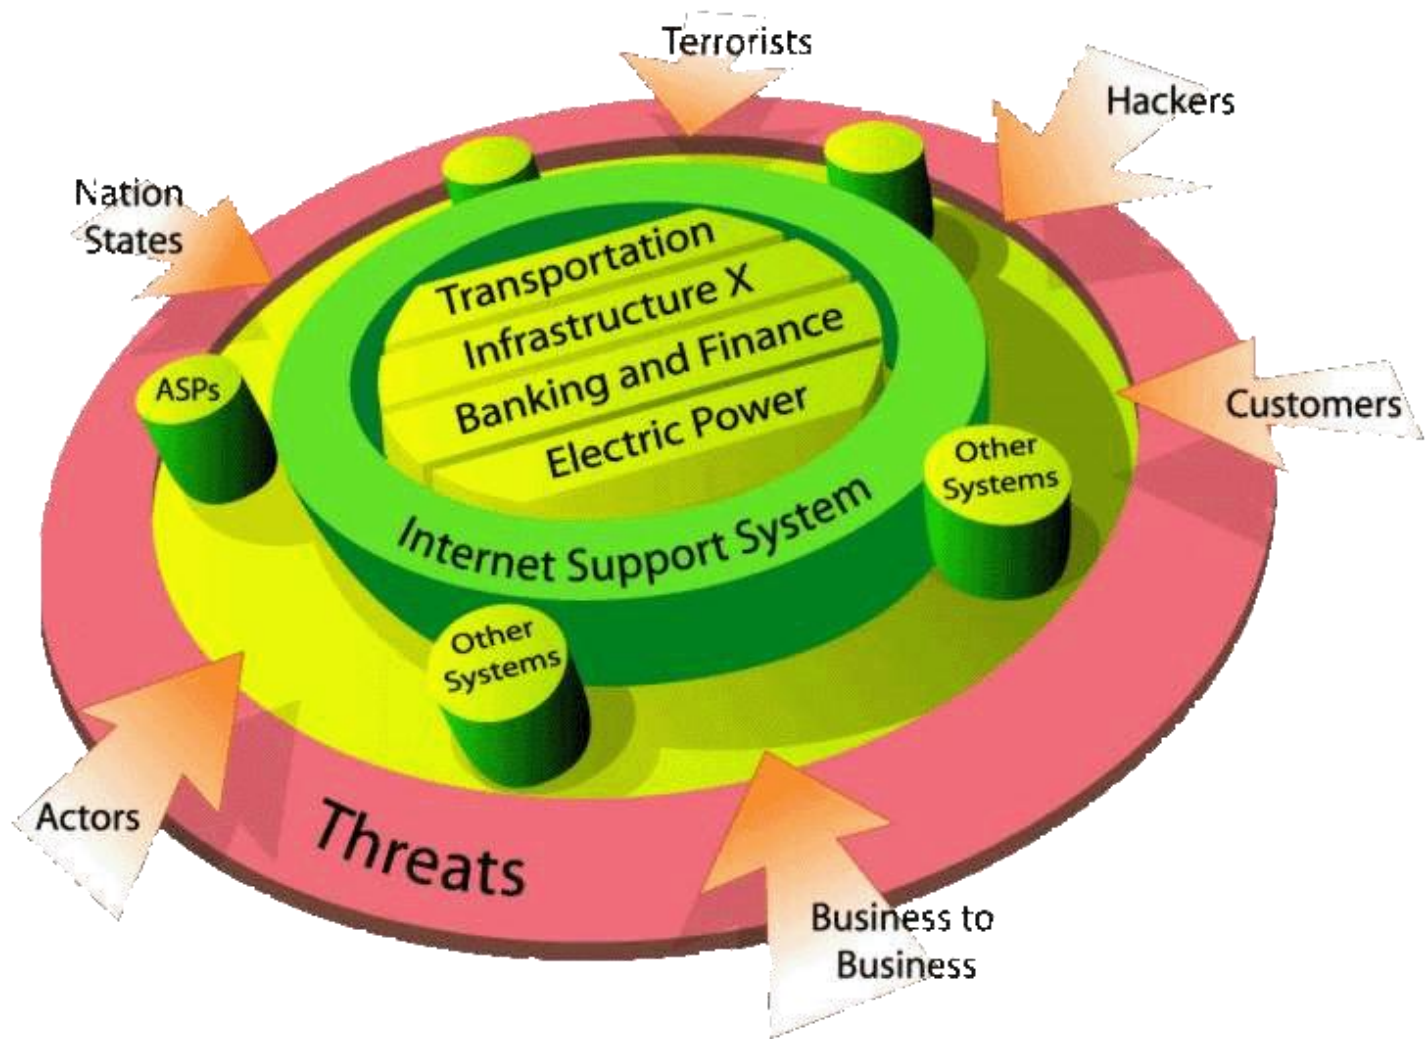 Terrorists
Hackers
Nation
States
Transportation
Infrastructure X
Banking and Finance
Electric Power
ASPs
Customers
Other
Systems
Internet Support System
Other
Systems
Actors
Threats
Business to
Business